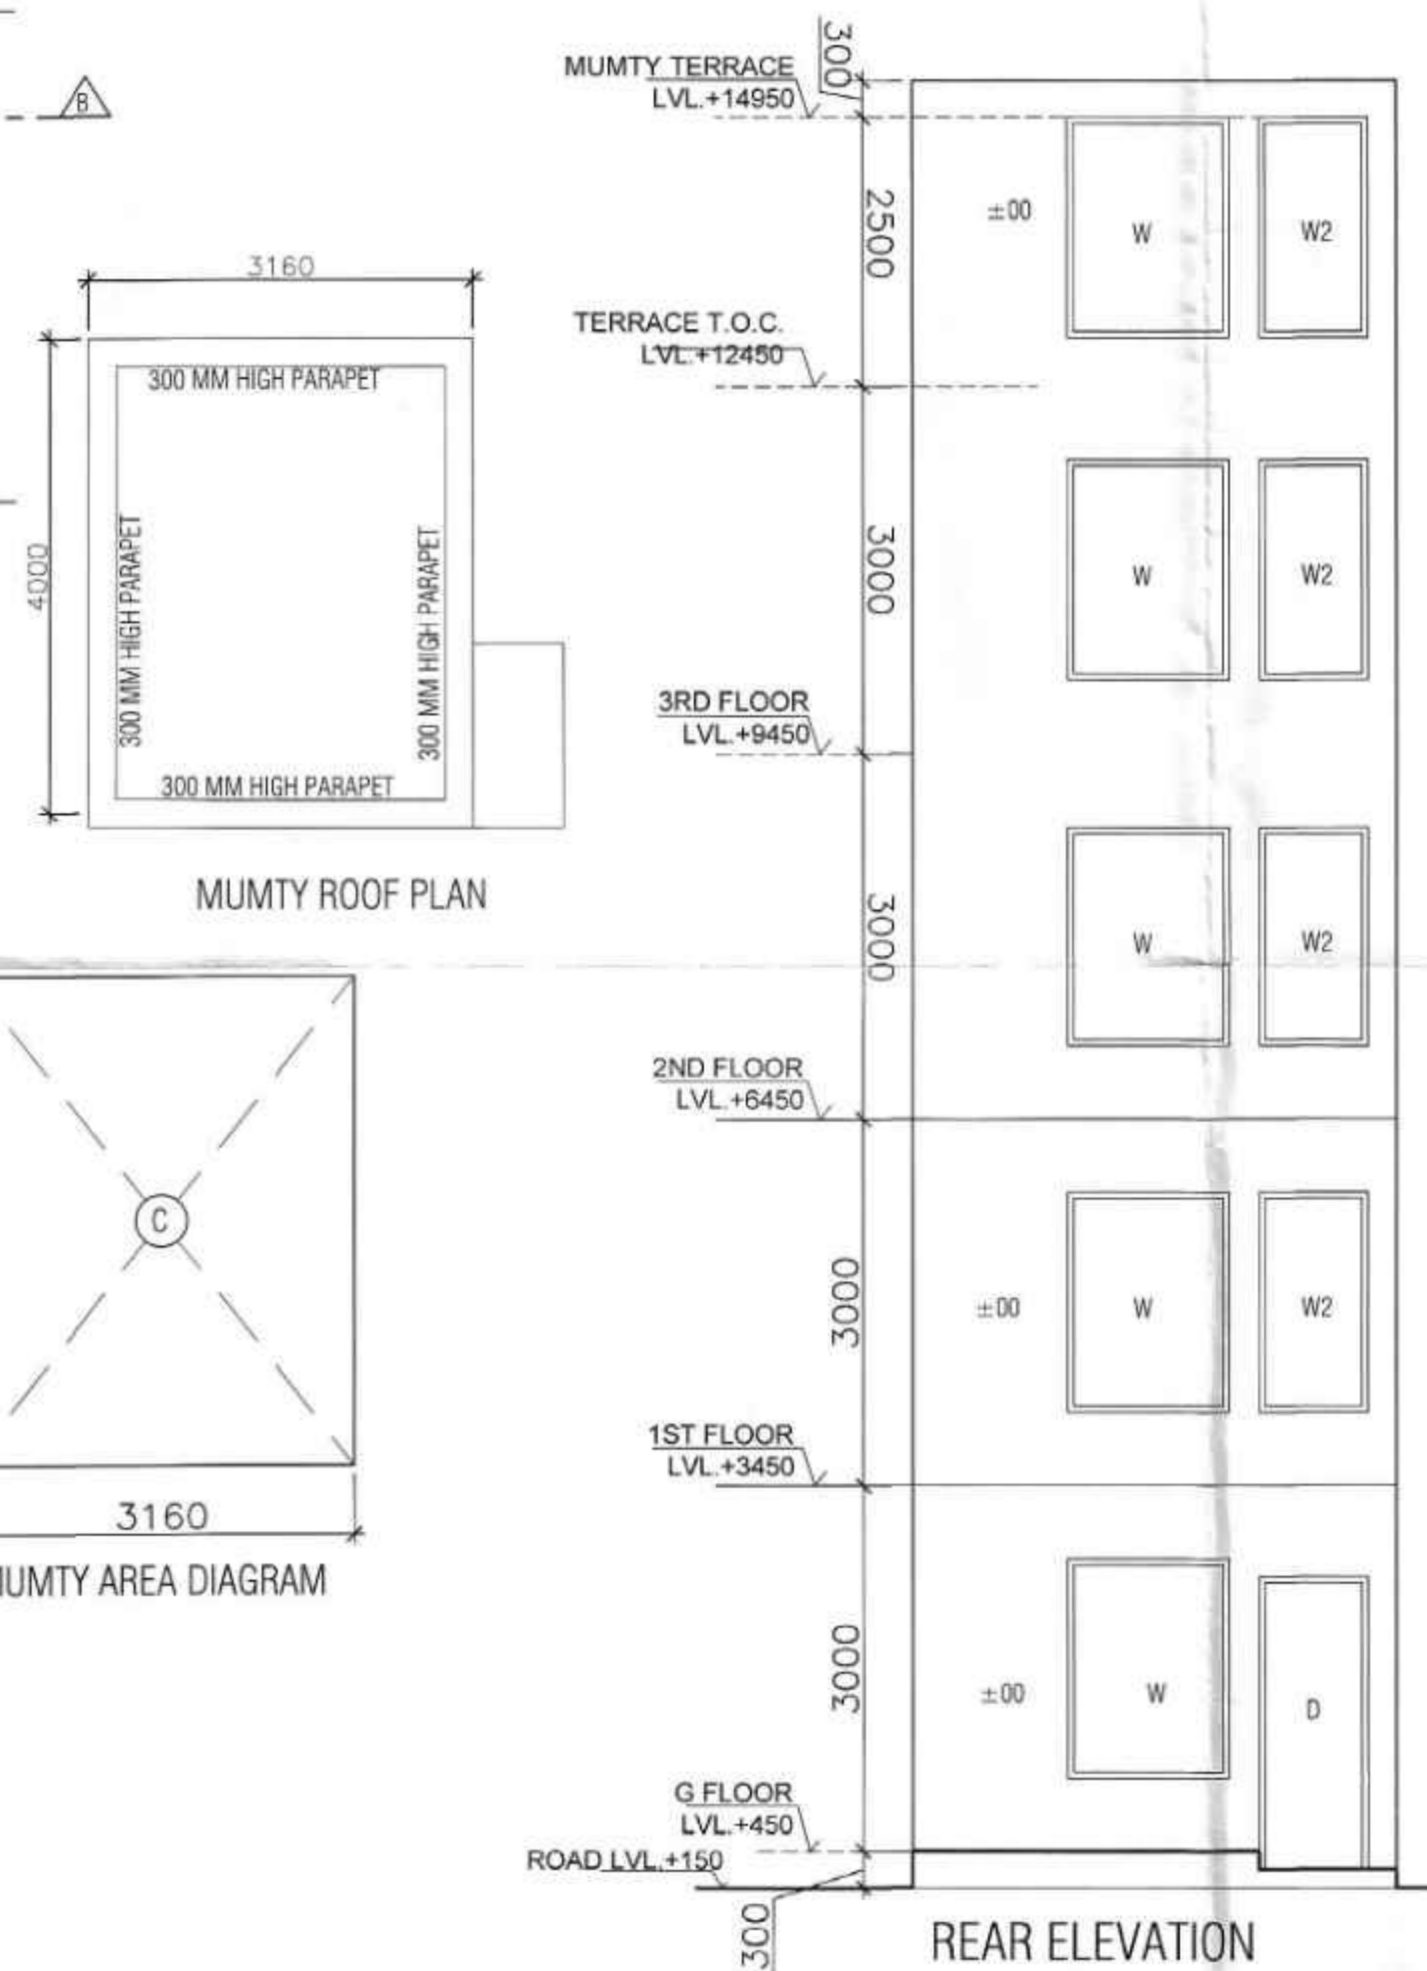 B
3160
300 MM HIGH PARAPET
300 MM HIGH PARAPET
300 MM HIGH PARAPET
300 MM HIGH PARAPET
4000
MUMTY ROOF PLAN
C
3160
UMTY AREA DIAGRAM
300
MUMTY TERRACE
LVL.+14950
2500
±00
W
W2
TERRACE T.O.C.
LVL.+12450
3000
W
W2
3RD FLOOR
LVL.+9450
3000
W
W2
2ND FLOOR
LVL.+6450
3000
±00
W
W2
1ST FLOOR
LVL.+3450
3000
±00
W
D
G FLOOR
LVL.+450
ROAD LVL.+150
300
REAR ELEVATION